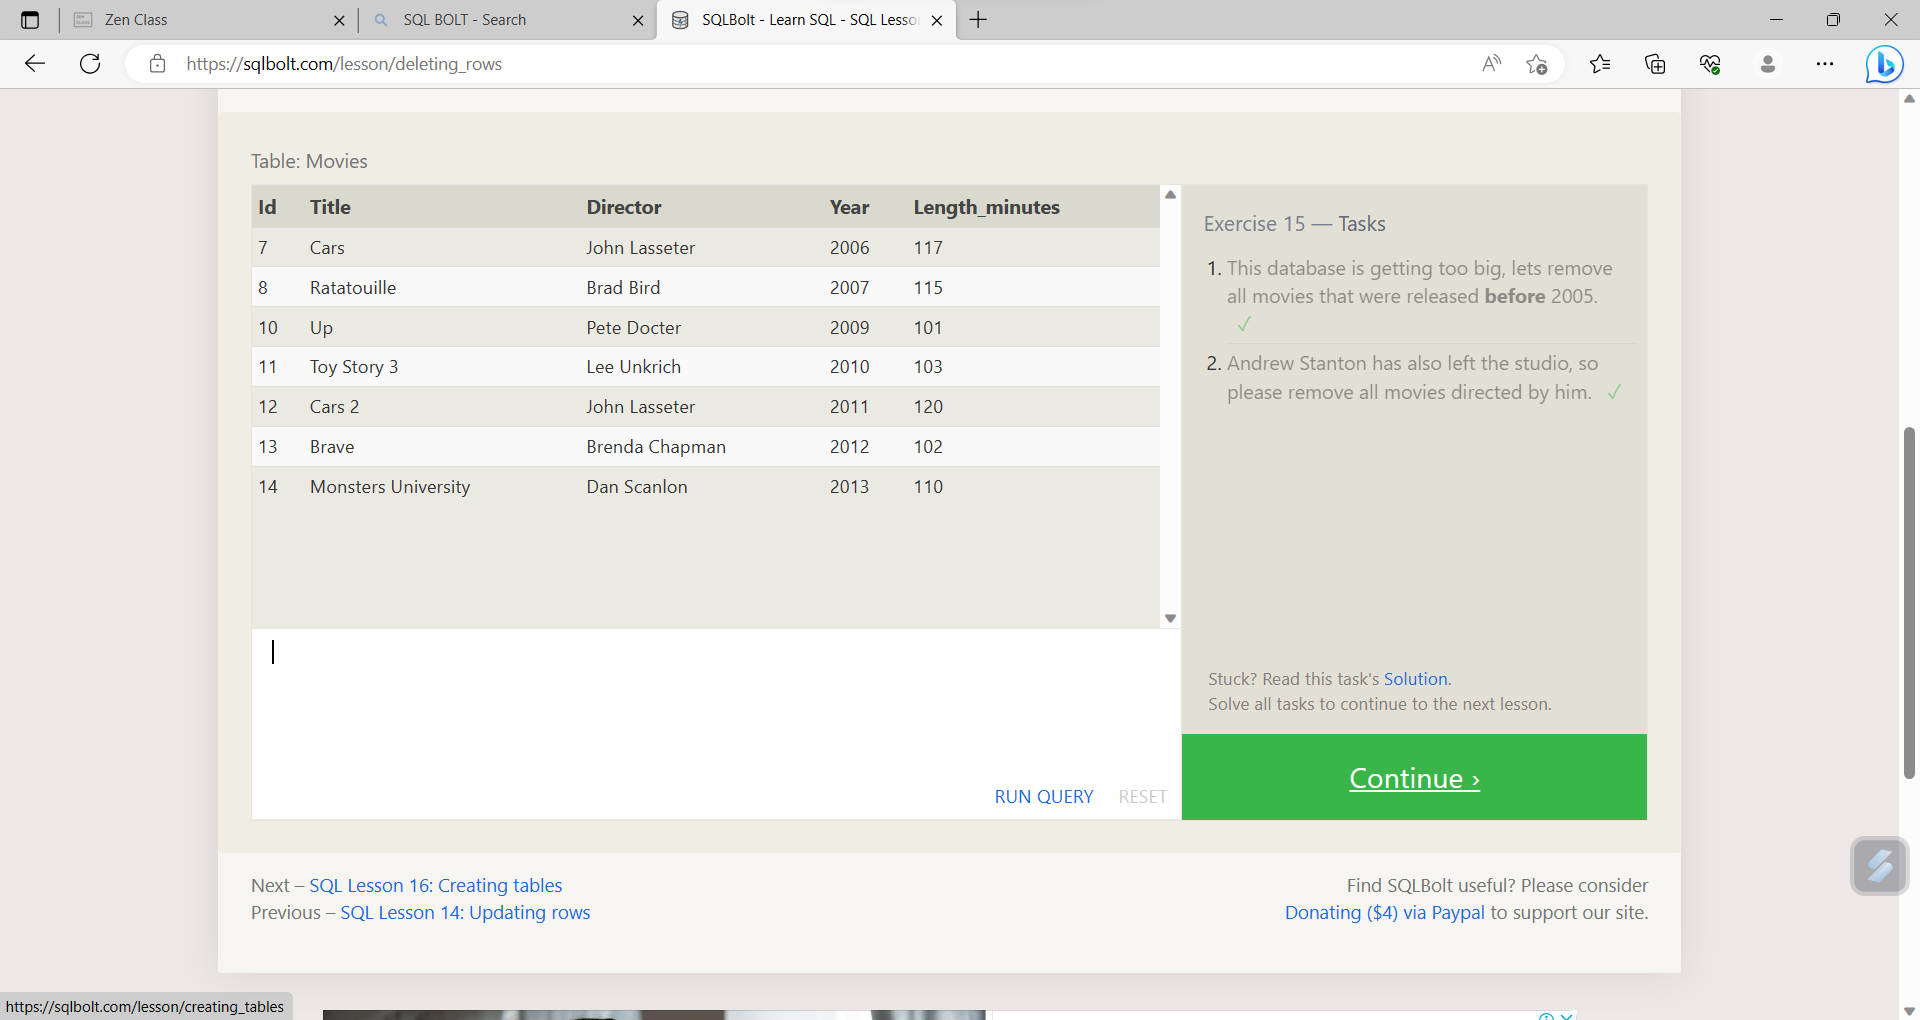 Zen Class
SQL BOLT - Search
SQLBolt - Learn SQL - SQL Lesso
https://sqlbolt.com/lesson/deleting_rows
Table: Movies
Id Title Director Year Length_minutes
7 Cars John Lasseter 2006 117
8 Ratatouille Brad Bird 2007 115
10 Up Pete Docter 2009 101
11 Toy Story 3 Lee Unkrich 2010 103
12 Cars 2 John Lasseter 2011 120
13 Brave Brenda Chapman 2012 102
14 Monsters University Dan Scanlon 2013 110
RUN QUERY RESET
Exercise 15 — Tasks
1. This database is getting too big, lets remove
all movies that were released before 2005.
✓
2. Andrew Stanton has also left the studio, so
please remove all movies directed by him. ✓
Stuck? Read this task's Solution.
Solve all tasks to continue to the next lesson.
Continue ›
Next – SQL Lesson 16: Creating tables
Previous – SQL Lesson 14: Updating rows
Find SQLBolt useful? Please consider
Donating ($4) via Paypal to support our site.
https://sqlbolt.com/lesson/creating_tables